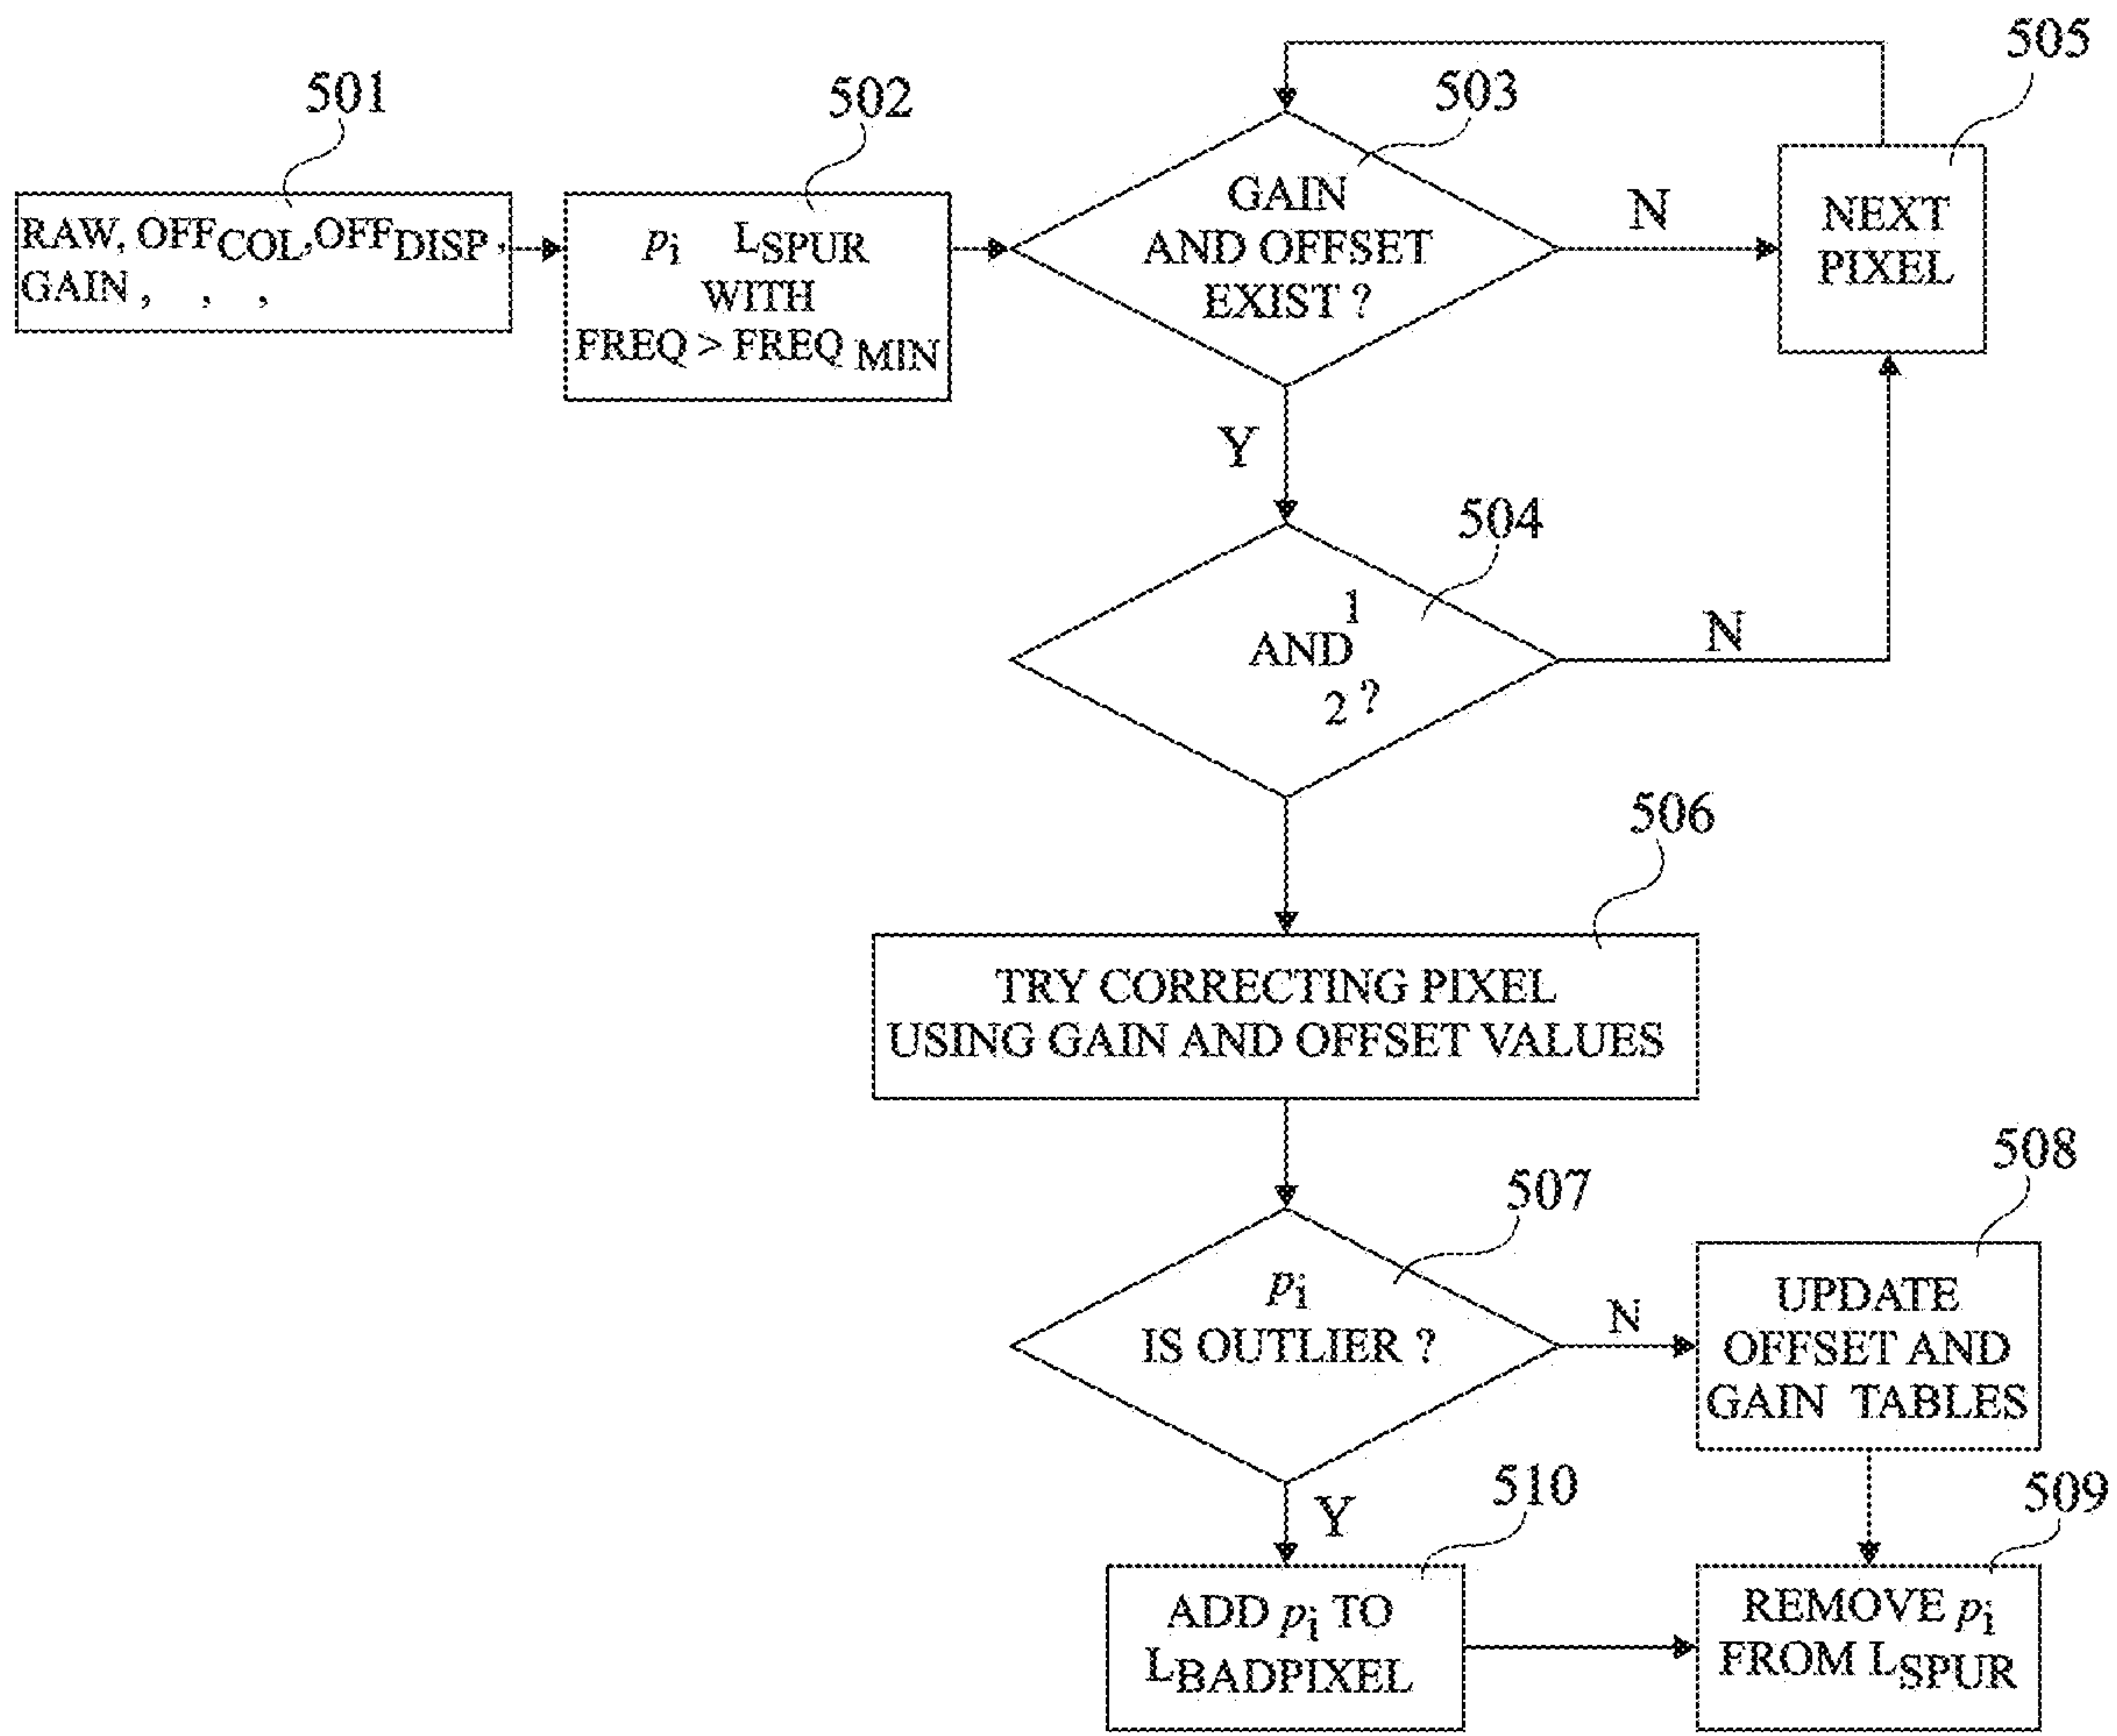 501
RAW, OFFCOL,OFFDISP,
GAIN, , ,
502
pi LSPUR
WITH
FREQ > FREQ MIN
503
GAIN
AND OFFSET
EXIST ?
N
505
NEXT
PIXEL
Y
504
1
AND
2 ?
N
506
TRY CORRECTING PIXEL
USING GAIN AND OFFSET VALUES
507
pi
IS OUTLIER ?
N
508
UPDATE
OFFSET AND
GAIN TABLES
Y
510
ADD pi TO
LBADPIXEL
509
REMOVE pi
FROM LSPUR